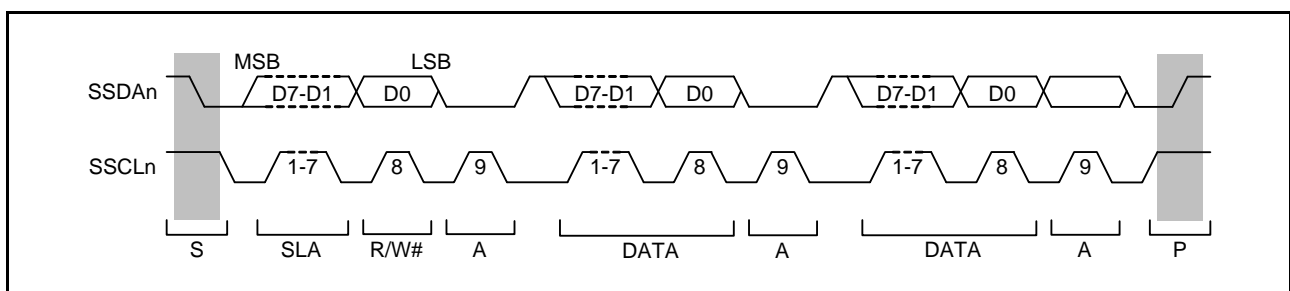 MSB LSB
SSDAn D7-D1 D0 D7-D1 D0 D7-D1 D0
SSCLn 1-7 8 9 1-7 8 9 1-7 8 9
S SLA R/W# A DATA A DATA A P